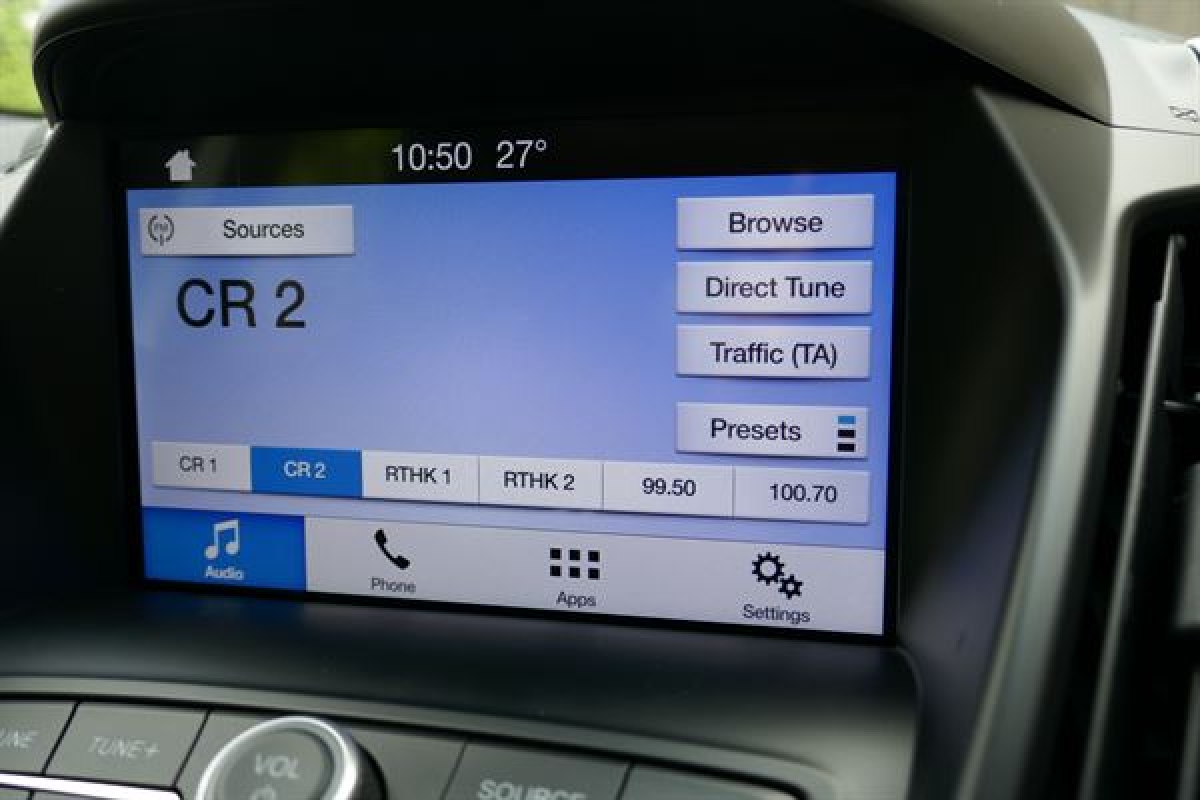 10:50 27°
FM Sources
CR 2
Browse
Direct Tune
Traffic (TA)
Presets
CR 1 CR 2 RTHK 1 RTHK 2 99.50 100.70
Audio Phone Apps Settings
TUNE+ VOL SOURCE